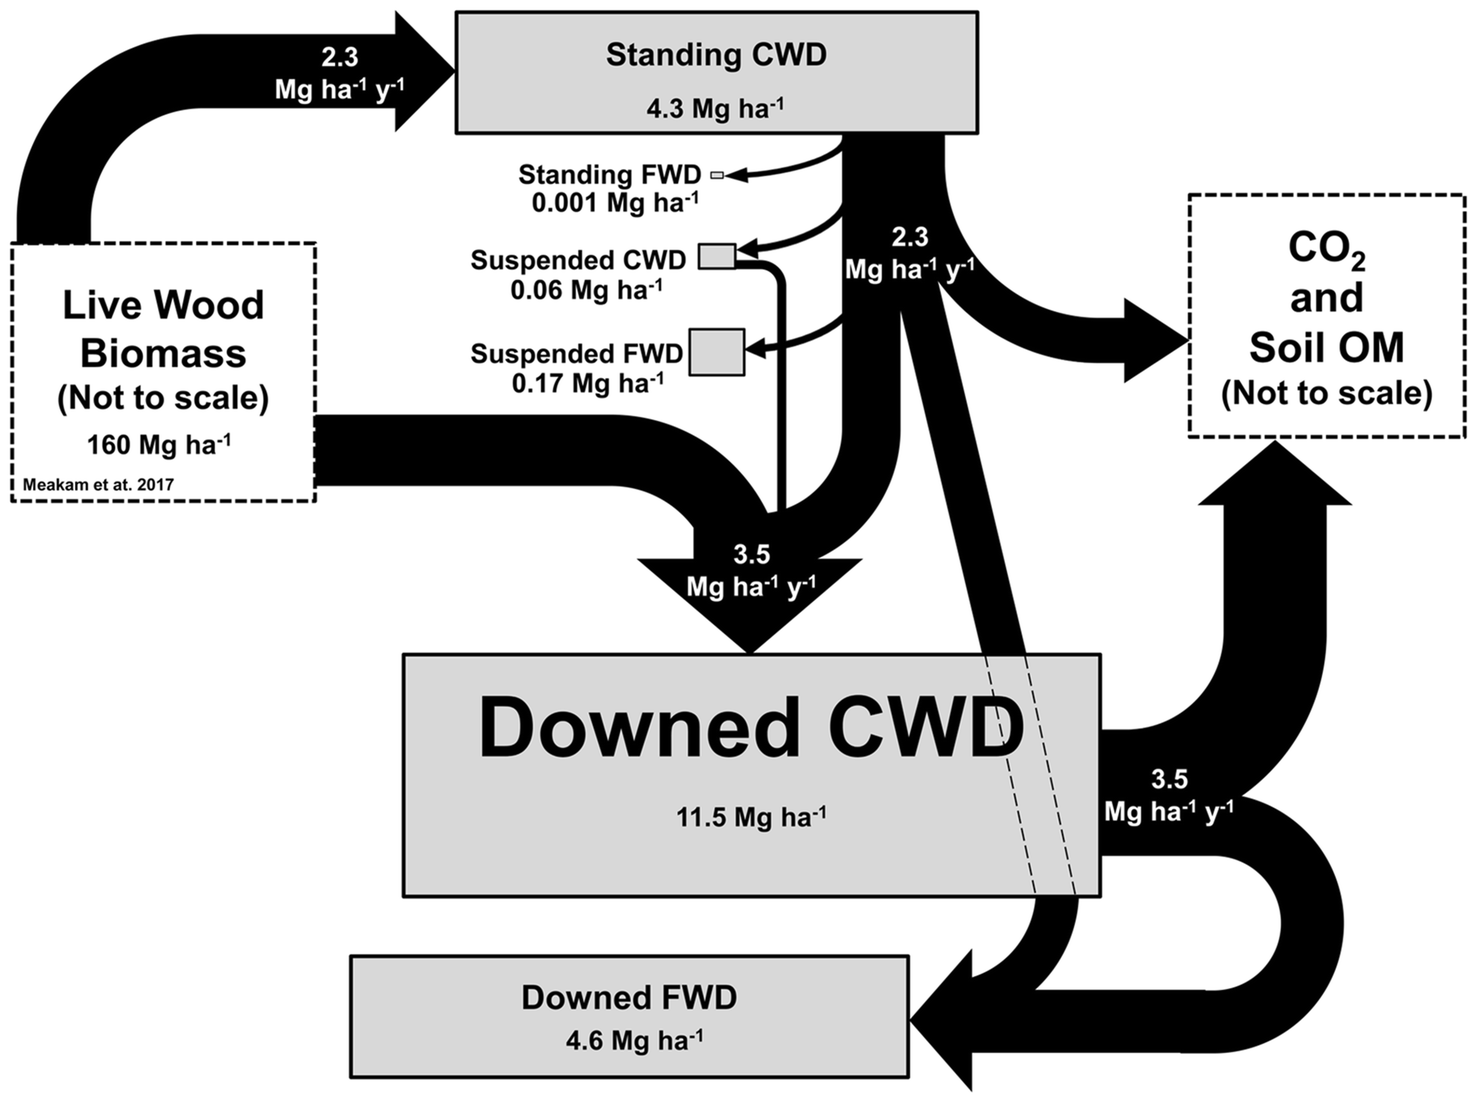 2.3
Mg ha⁻¹ y⁻¹
Standing CWD
4.3 Mg ha⁻¹
Standing FWD
0.001 Mg ha⁻¹
Suspended CWD
0.06 Mg ha⁻¹
Suspended FWD
0.17 Mg ha⁻¹
2.3
Mg ha⁻¹ y⁻¹
CO₂
and
Soil OM
(Not to scale)
Live Wood
Biomass
(Not to scale)
160 Mg ha⁻¹
Meakam et at. 2017
3.5
Mg ha⁻¹ y⁻¹
Downed CWD
11.5 Mg ha⁻¹
3.5
Mg ha⁻¹ y⁻¹
Downed FWD
4.6 Mg ha⁻¹